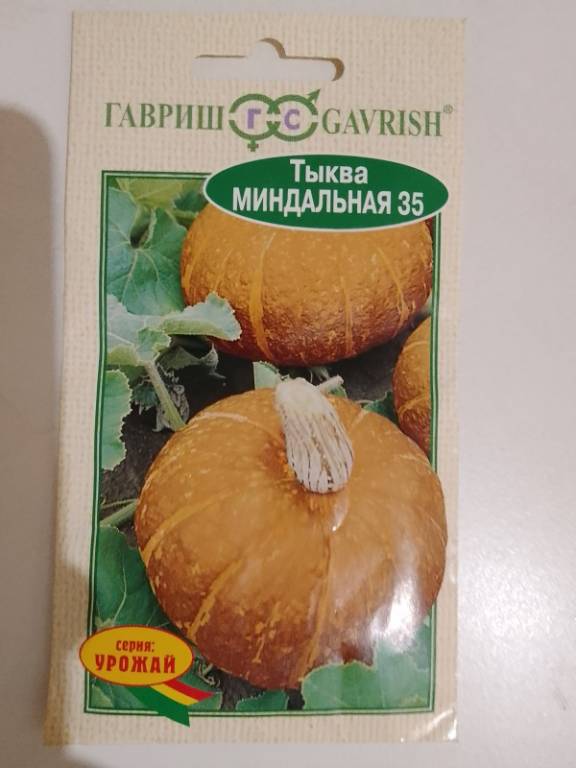 ГАВРИШ ГС GAVRISH®
Тыква
МИНДАЛЬНАЯ 35
серия:
УРОЖАЙ